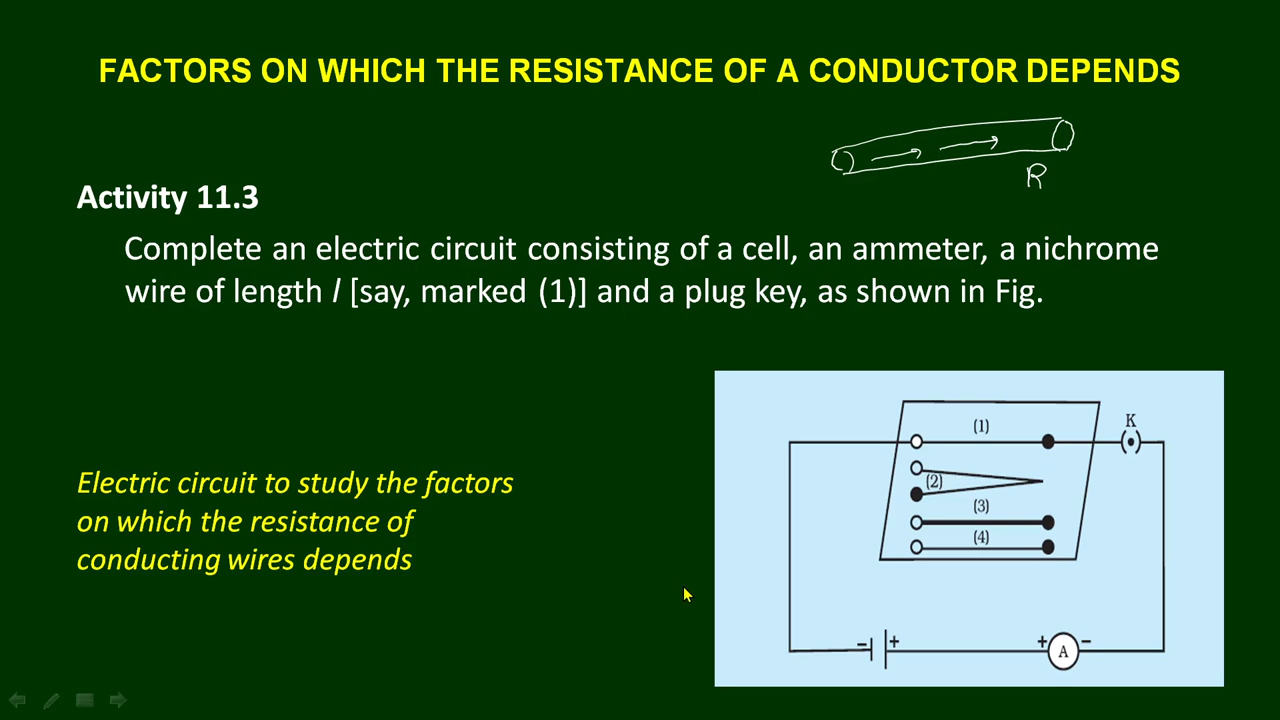 FACTORS ON WHICH THE RESISTANCE OF A CONDUCTOR DEPENDS
R
Activity 11.3
Complete an electric circuit consisting of a cell, an ammeter, a nichrome
wire of length l [say, marked (1)] and a plug key, as shown in Fig.
Electric circuit to study the factors
on which the resistance of
conducting wires depends
(1)
K
(2)
(3)
(4)
− +
+ A −